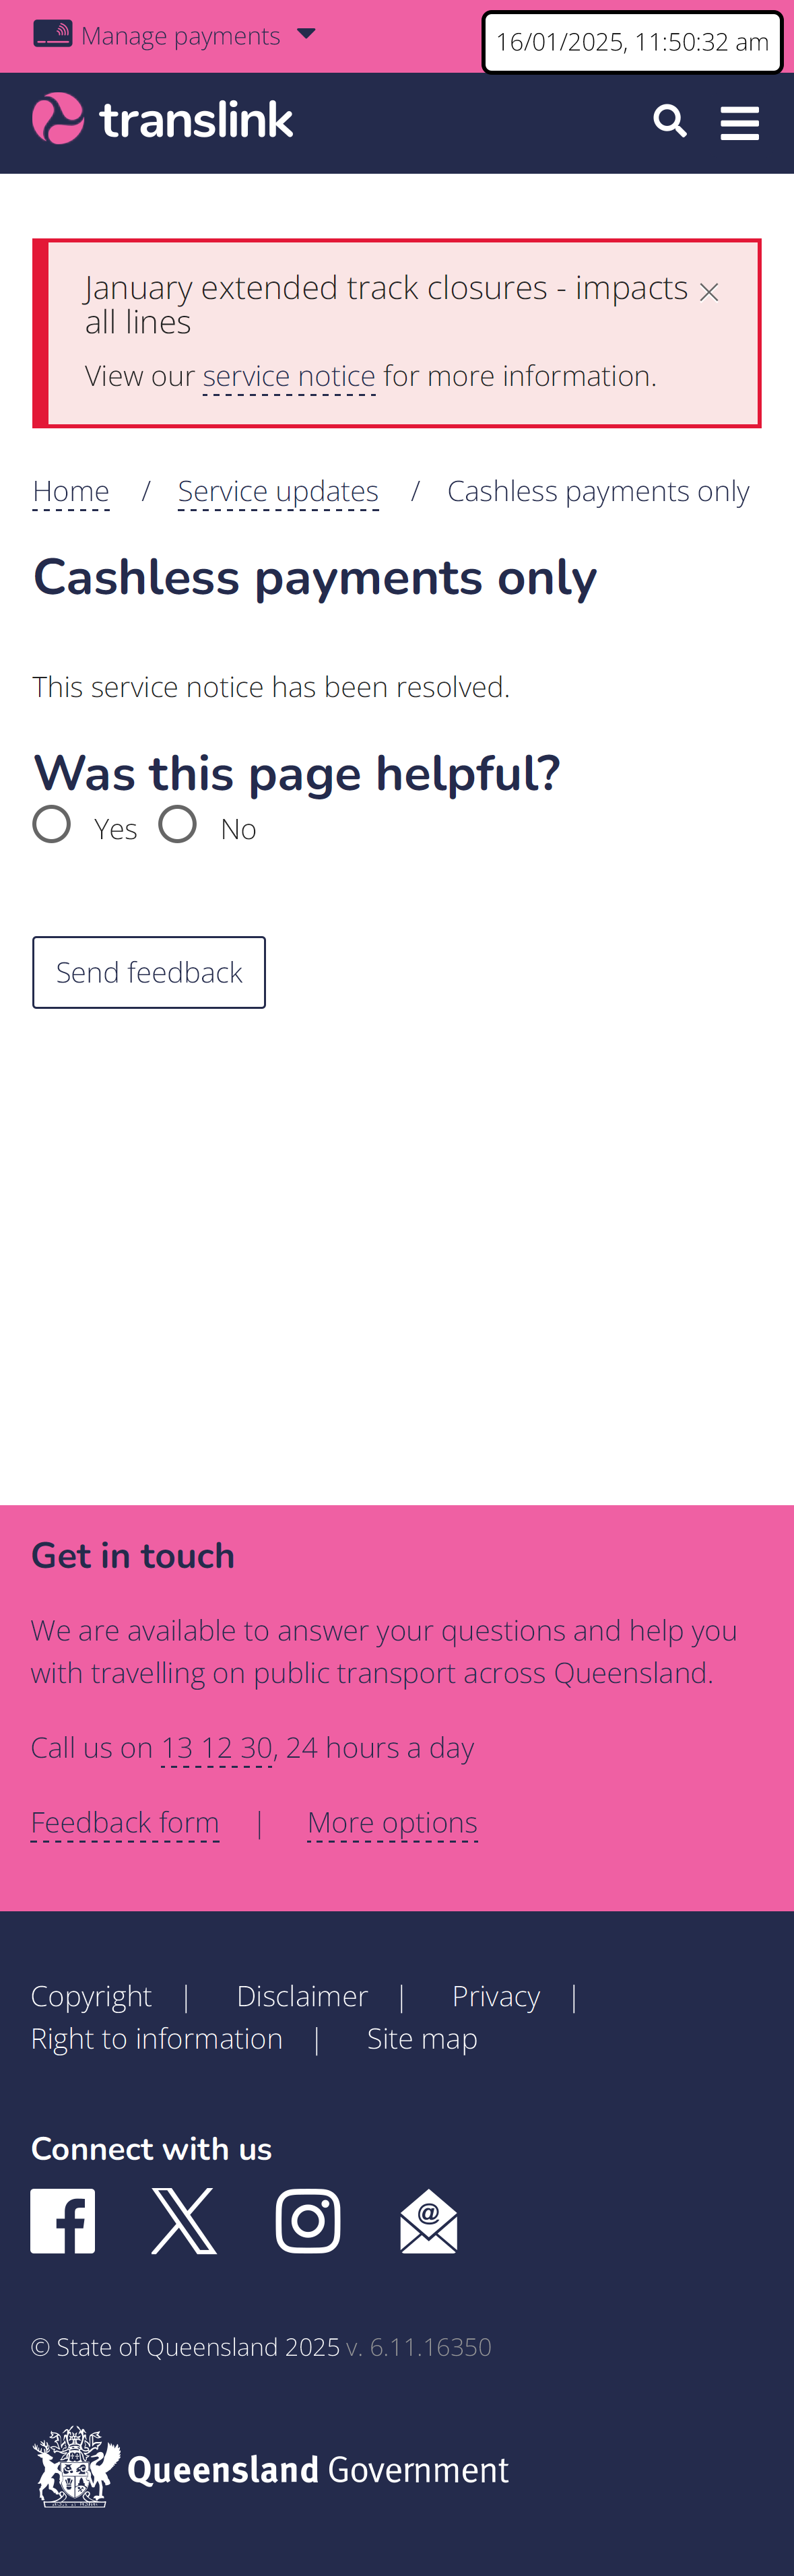 Manage payments
16/01/2025, 11:50:32 am
translink
January extended track closures - impacts
all lines
View our service notice for more information.
Home / Service updates / Cashless payments only
Cashless payments only
This service notice has been resolved.
Was this page helpful?
Yes No
Send feedback
Get in touch
We are available to answer your questions and help you
with travelling on public transport across Queensland.
Call us on 13 12 30, 24 hours a day
Feedback form | More options
Copyright | Disclaimer | Privacy |
Right to information | Site map
Connect with us
@
© State of Queensland 2025 v. 6.11.16350
Queensland Government